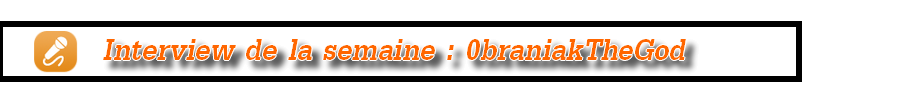 Interview de la semaine : 0braniakTheGod